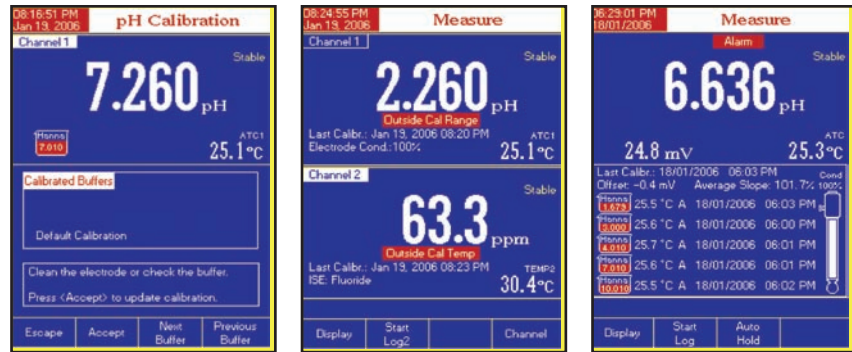 08:16:51 PM
Jan 19, 2006
pH Calibration
Channel 1
Stable
7.260 pH
Hanna
7.010
ATC1
25.1°C
Calibrated Buffers
Default Calibration
Clean the electrode or check the buffer.
Press <Accept> to update calibration.
Escape
Accept
Next
Buffer
Previous
Buffer
08:24:55 PM
Jan 19, 2006
Measure
Channel 1
Stable
2.260 pH
Outside Cal Range
Last Calibr.: Jan 19, 2006 08:20 PM
Electrode Cond.:100%
ATC1
25.1°C
Channel 2
Stable
63.3 ppm
Outside Cal Temp
Last Calibr.: Jan 19, 2006 08:23 PM
ISE: Fluoride
TEMP2
30.4°C
Display
Start
Log2
Channel
06:29:01 PM
18/01/2006
Measure
Alarm
Stable
6.636 pH
24.8 mV
ATC
25.3°C
Last Calibr.: 18/01/2006 06:03 PM
Cond
Offset: -0.4 mV Average Slope: 101.7% 100%
Hanna
1.679 25.5 °C A 18/01/2006 06:03 PM
Hanna
3.000 25.6 °C A 18/01/2006 06:00 PM
Hanna
4.010 25.7 °C A 18/01/2006 06:01 PM
Hanna
7.010 25.6 °C A 18/01/2006 06:01 PM
Hanna
10.010 25.5 °C A 18/01/2006 06:02 PM
Display
Start
Log
Auto
Hold